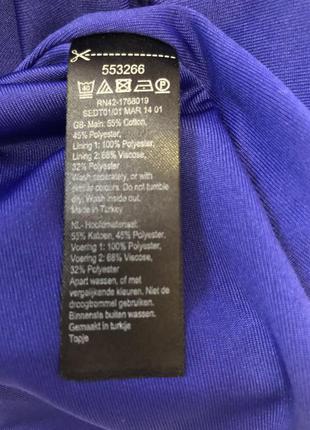 553266
40
P
RN42-1768019
SEDT01/01 MAR 14 01
GB- Main: 55% Cotton,
45% Polyester,
Lining 1: 100% Polyester,
Lining 2: 68% Viscose,
32% Polyester
Wash separately, or with
similar colours. Do not tumble
dry. Wash inside out.
Made in Turkey
NL- Hoofdmateriaal:
55% Katoen, 45% Polyester,
Voering 1: 100% Polyester,
Voering 2: 68% Viscose,
32% Polyester
Apart wassen, of met
vergelijkende kleuren. Niet in
droogtrommel gebruiken.
Binnenste buiten wassen.
Gemaakt in turkije
Topje